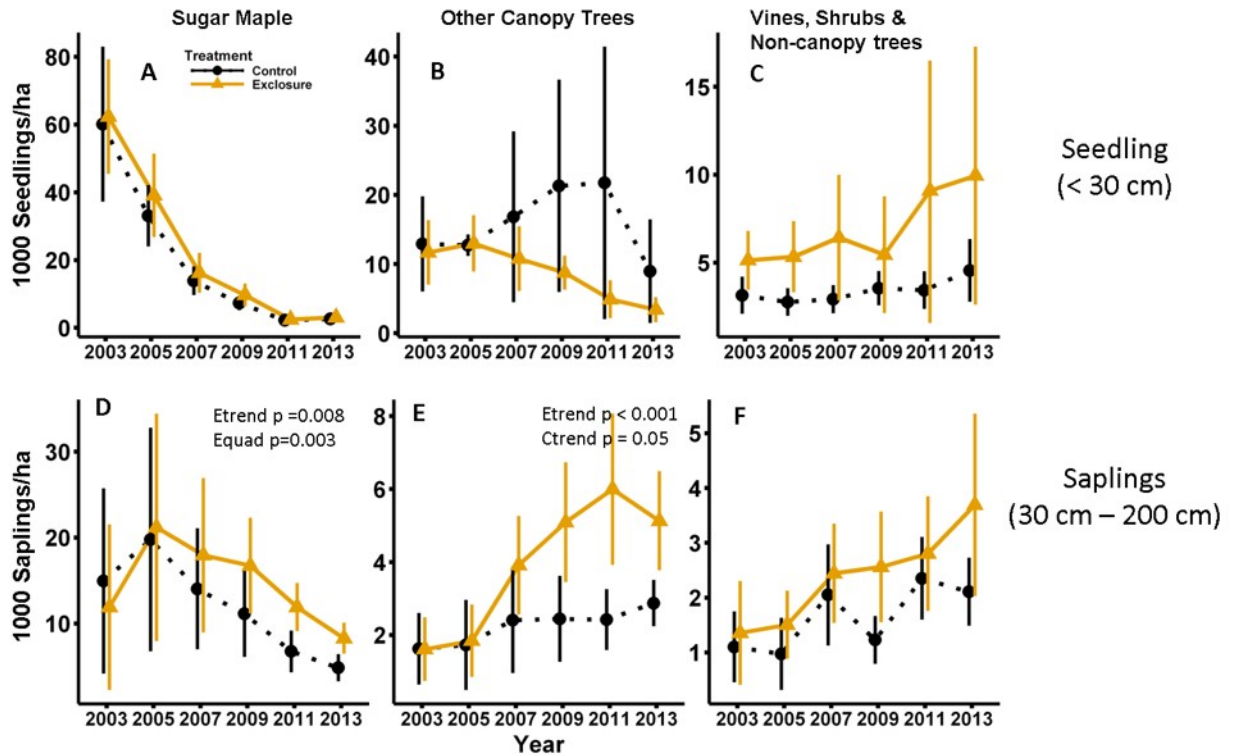 Sugar Maple
Other Canopy Trees
Vines, Shrubs &
Non-canopy trees
Treatment
Control
Exclosure
A
B
C
1000 Seedlings/ha
80
60
40
20
0
40
30
20
10
0
15
10
5
2003 2005 2007 2009 2011 2013
2003 2005 2007 2009 2011 2013
2003 2005 2007 2009 2011 2013
Seedling
(< 30 cm)
D
Etrend p =0.008
Equad p=0.003
E
Etrend p < 0.001
Ctrend p = 0.05
F
1000 Saplings/ha
30
20
10
8
6
4
2
5
4
3
2
1
2003 2005 2007 2009 2011 2013
2003 2005 2007 2009 2011 2013
2003 2005 2007 2009 2011 2013
Year
Saplings
(30 cm – 200 cm)